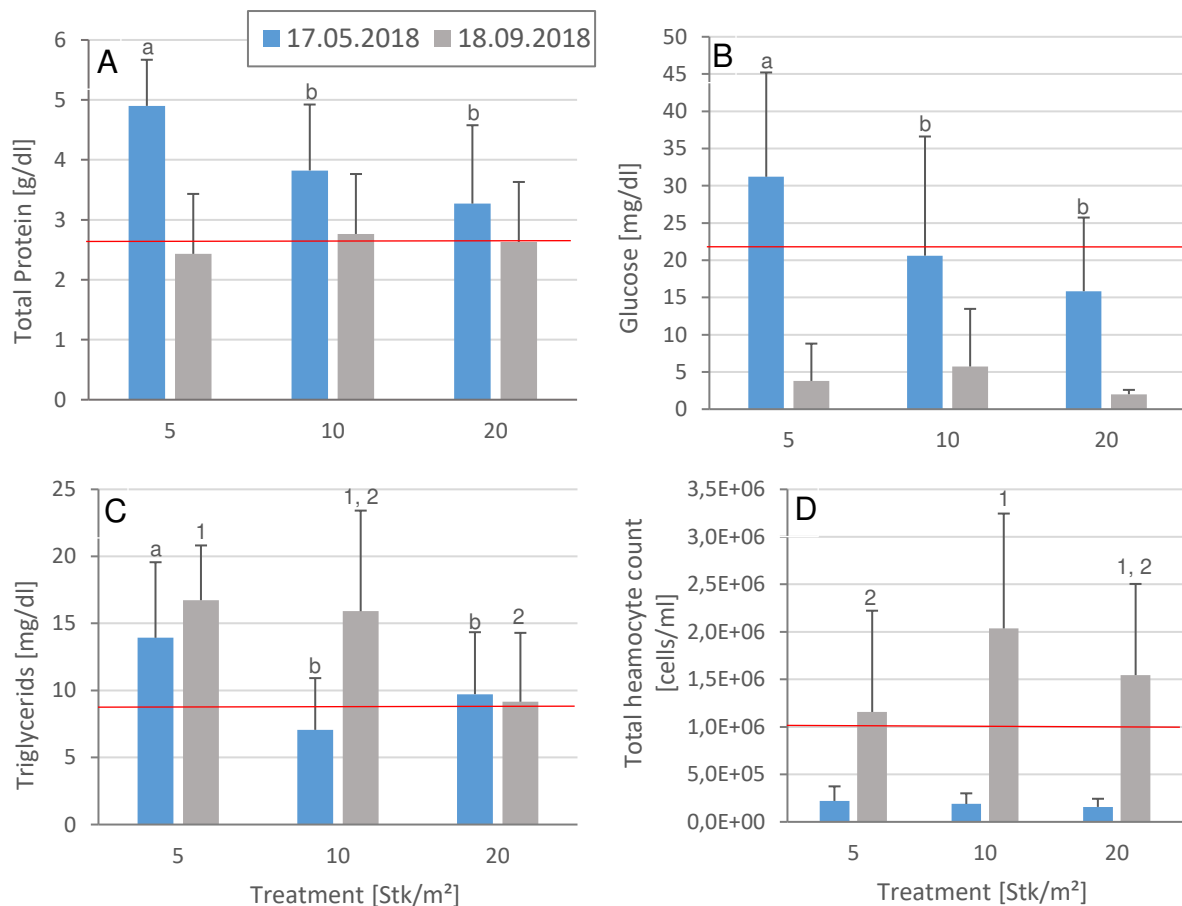 17.05.2018 18.09.2018
A
Total Protein [g/dl]
6
5
4
3
2
1
0
a
b
b
5 10 20
B
Glucose [mg/dl]
50
45
40
35
30
25
20
15
10
5
0
a
b
b
5 10 20
C
Triglycerids [mg/dl]
25
20
15
10
5
0
a
1
b
1, 2
b
2
5 10 20
Treatment [Stk/m²]
D
Total heamocyte count
[cells/ml]
3,5E+06
3,0E+06
2,5E+06
2,0E+06
1,5E+06
1,0E+06
5,0E+05
0,0E+00
2
1
1, 2
5 10 20
Treatment [Stk/m²]